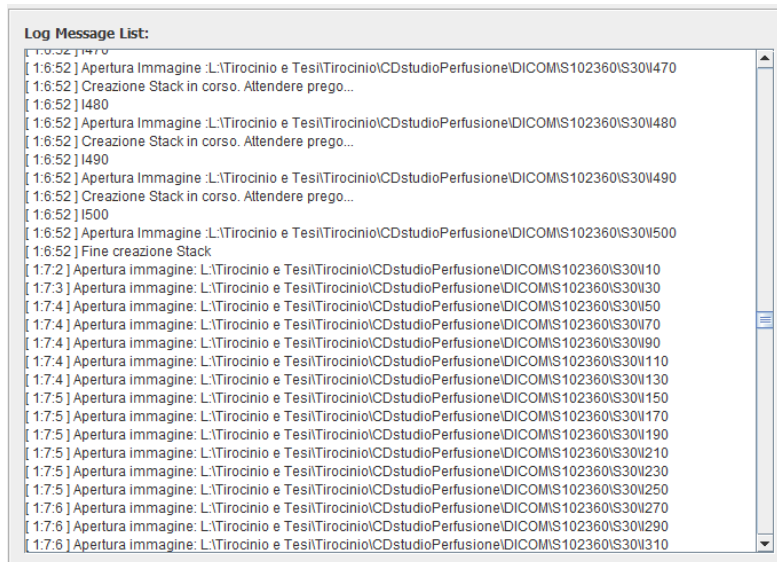 Log Message List:
[ 1:6:52 ] I470
[ 1:6:52 ] Apertura Immagine :L:\Tirocinio e Tesi\Tirocinio\CDstudioPerfusione\DICOM\S102360\S30\I470
[ 1:6:52 ] Creazione Stack in corso. Attendere prego...
[ 1:6:52 ] I480
[ 1:6:52 ] Apertura Immagine :L:\Tirocinio e Tesi\Tirocinio\CDstudioPerfusione\DICOM\S102360\S30\I480
[ 1:6:52 ] Creazione Stack in corso. Attendere prego...
[ 1:6:52 ] I490
[ 1:6:52 ] Apertura Immagine :L:\Tirocinio e Tesi\Tirocinio\CDstudioPerfusione\DICOM\S102360\S30\I490
[ 1:6:52 ] Creazione Stack in corso. Attendere prego...
[ 1:6:52 ] I500
[ 1:6:52 ] Apertura Immagine :L:\Tirocinio e Tesi\Tirocinio\CDstudioPerfusione\DICOM\S102360\S30\I500
[ 1:6:52 ] Fine creazione Stack
[ 1:7:2 ] Apertura immagine: L:\Tirocinio e Tesi\Tirocinio\CDstudioPerfusione\DICOM\S102360\S30\I10
[ 1:7:3 ] Apertura immagine: L:\Tirocinio e Tesi\Tirocinio\CDstudioPerfusione\DICOM\S102360\S30\I30
[ 1:7:4 ] Apertura immagine: L:\Tirocinio e Tesi\Tirocinio\CDstudioPerfusione\DICOM\S102360\S30\I50
[ 1:7:4 ] Apertura immagine: L:\Tirocinio e Tesi\Tirocinio\CDstudioPerfusione\DICOM\S102360\S30\I70
[ 1:7:4 ] Apertura immagine: L:\Tirocinio e Tesi\Tirocinio\CDstudioPerfusione\DICOM\S102360\S30\I90
[ 1:7:4 ] Apertura immagine: L:\Tirocinio e Tesi\Tirocinio\CDstudioPerfusione\DICOM\S102360\S30\I110
[ 1:7:4 ] Apertura immagine: L:\Tirocinio e Tesi\Tirocinio\CDstudioPerfusione\DICOM\S102360\S30\I130
[ 1:7:5 ] Apertura immagine: L:\Tirocinio e Tesi\Tirocinio\CDstudioPerfusione\DICOM\S102360\S30\I150
[ 1:7:5 ] Apertura immagine: L:\Tirocinio e Tesi\Tirocinio\CDstudioPerfusione\DICOM\S102360\S30\I170
[ 1:7:5 ] Apertura immagine: L:\Tirocinio e Tesi\Tirocinio\CDstudioPerfusione\DICOM\S102360\S30\I190
[ 1:7:5 ] Apertura immagine: L:\Tirocinio e Tesi\Tirocinio\CDstudioPerfusione\DICOM\S102360\S30\I210
[ 1:7:5 ] Apertura immagine: L:\Tirocinio e Tesi\Tirocinio\CDstudioPerfusione\DICOM\S102360\S30\I230
[ 1:7:5 ] Apertura immagine: L:\Tirocinio e Tesi\Tirocinio\CDstudioPerfusione\DICOM\S102360\S30\I250
[ 1:7:6 ] Apertura immagine: L:\Tirocinio e Tesi\Tirocinio\CDstudioPerfusione\DICOM\S102360\S30\I270
[ 1:7:6 ] Apertura immagine: L:\Tirocinio e Tesi\Tirocinio\CDstudioPerfusione\DICOM\S102360\S30\I290
[ 1:7:6 ] Apertura immagine: L:\Tirocinio e Tesi\Tirocinio\CDstudioPerfusione\DICOM\S102360\S30\I310